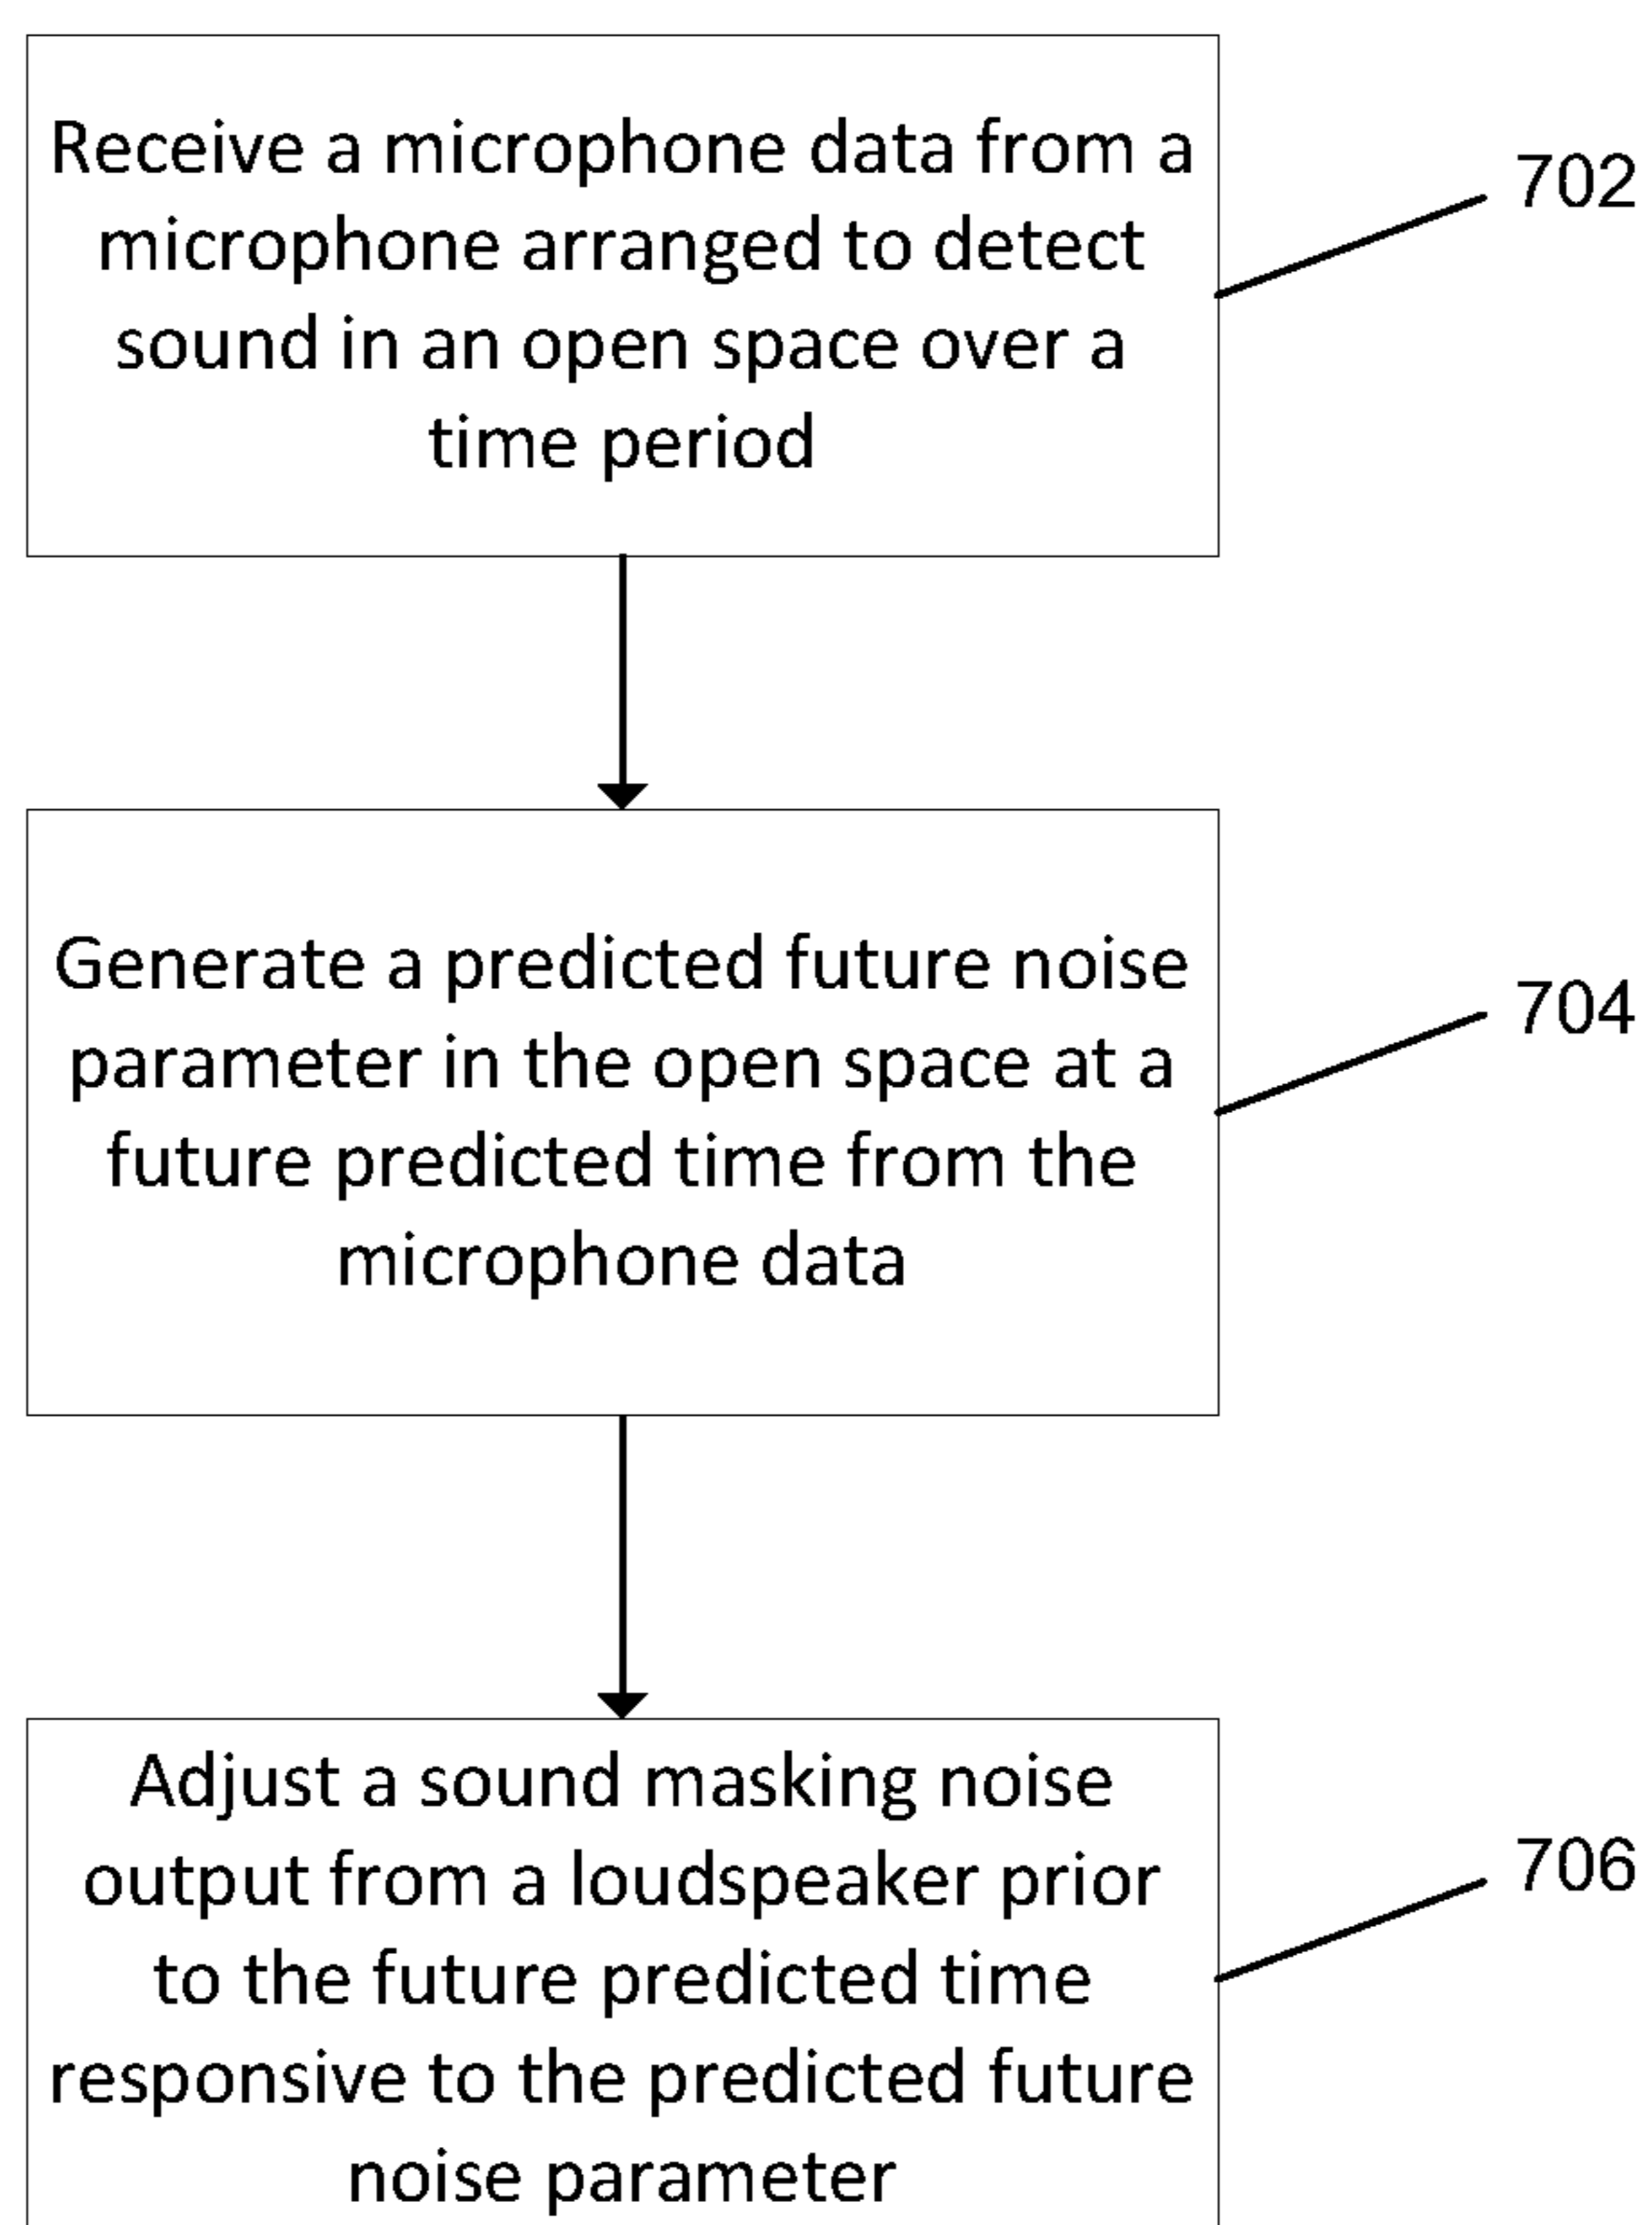 Receive a microphone data from a
microphone arranged to detect
sound in an open space over a
time period
702
Generate a predicted future noise
parameter in the open space at a
future predicted time from the
microphone data
704
Adjust a sound masking noise
output from a loudspeaker prior
to the future predicted time
responsive to the predicted future
noise parameter
706